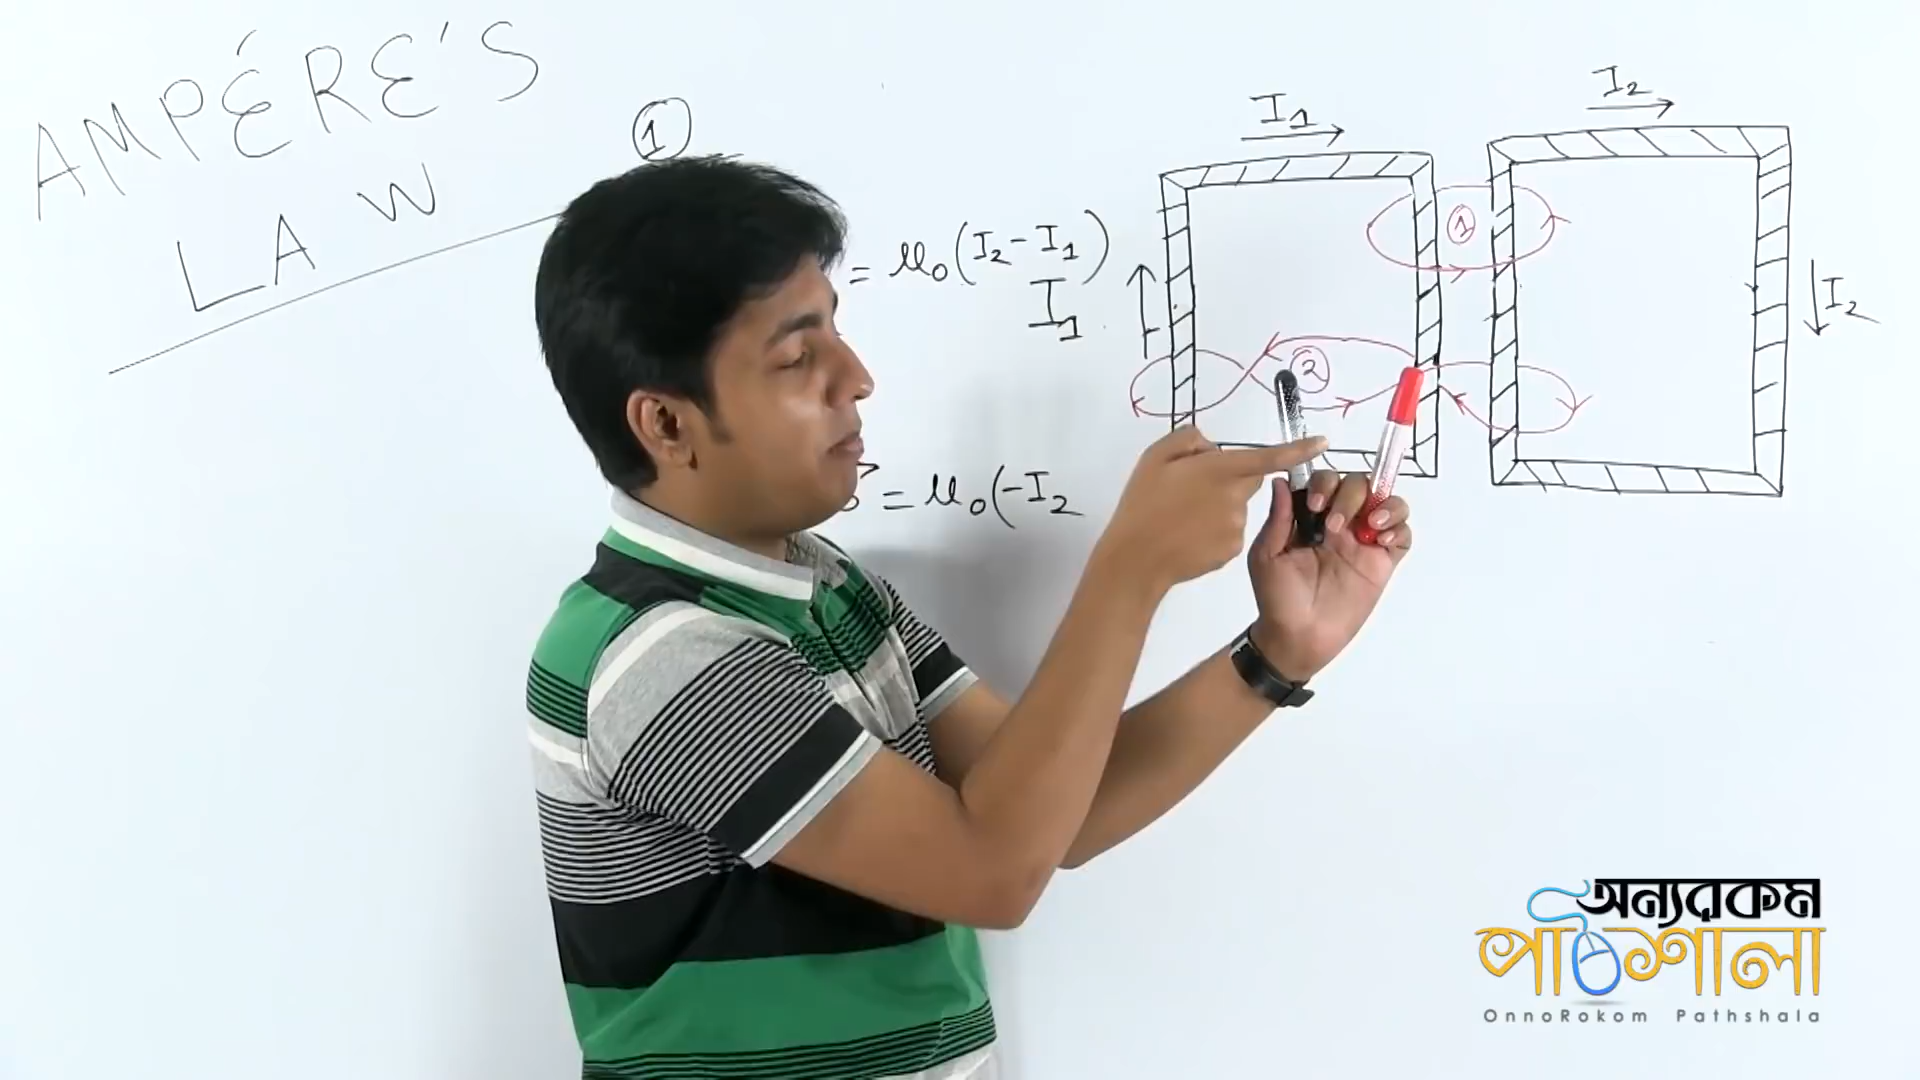 AMPÉRE'S
LAW
1
= μ₀(I₂-I₁)
I₁
= μ₀(-I₂
I₁
I₂
1
2
I₂
অন্যরকম
পাঠশালা
OnnoRokom Pathshala